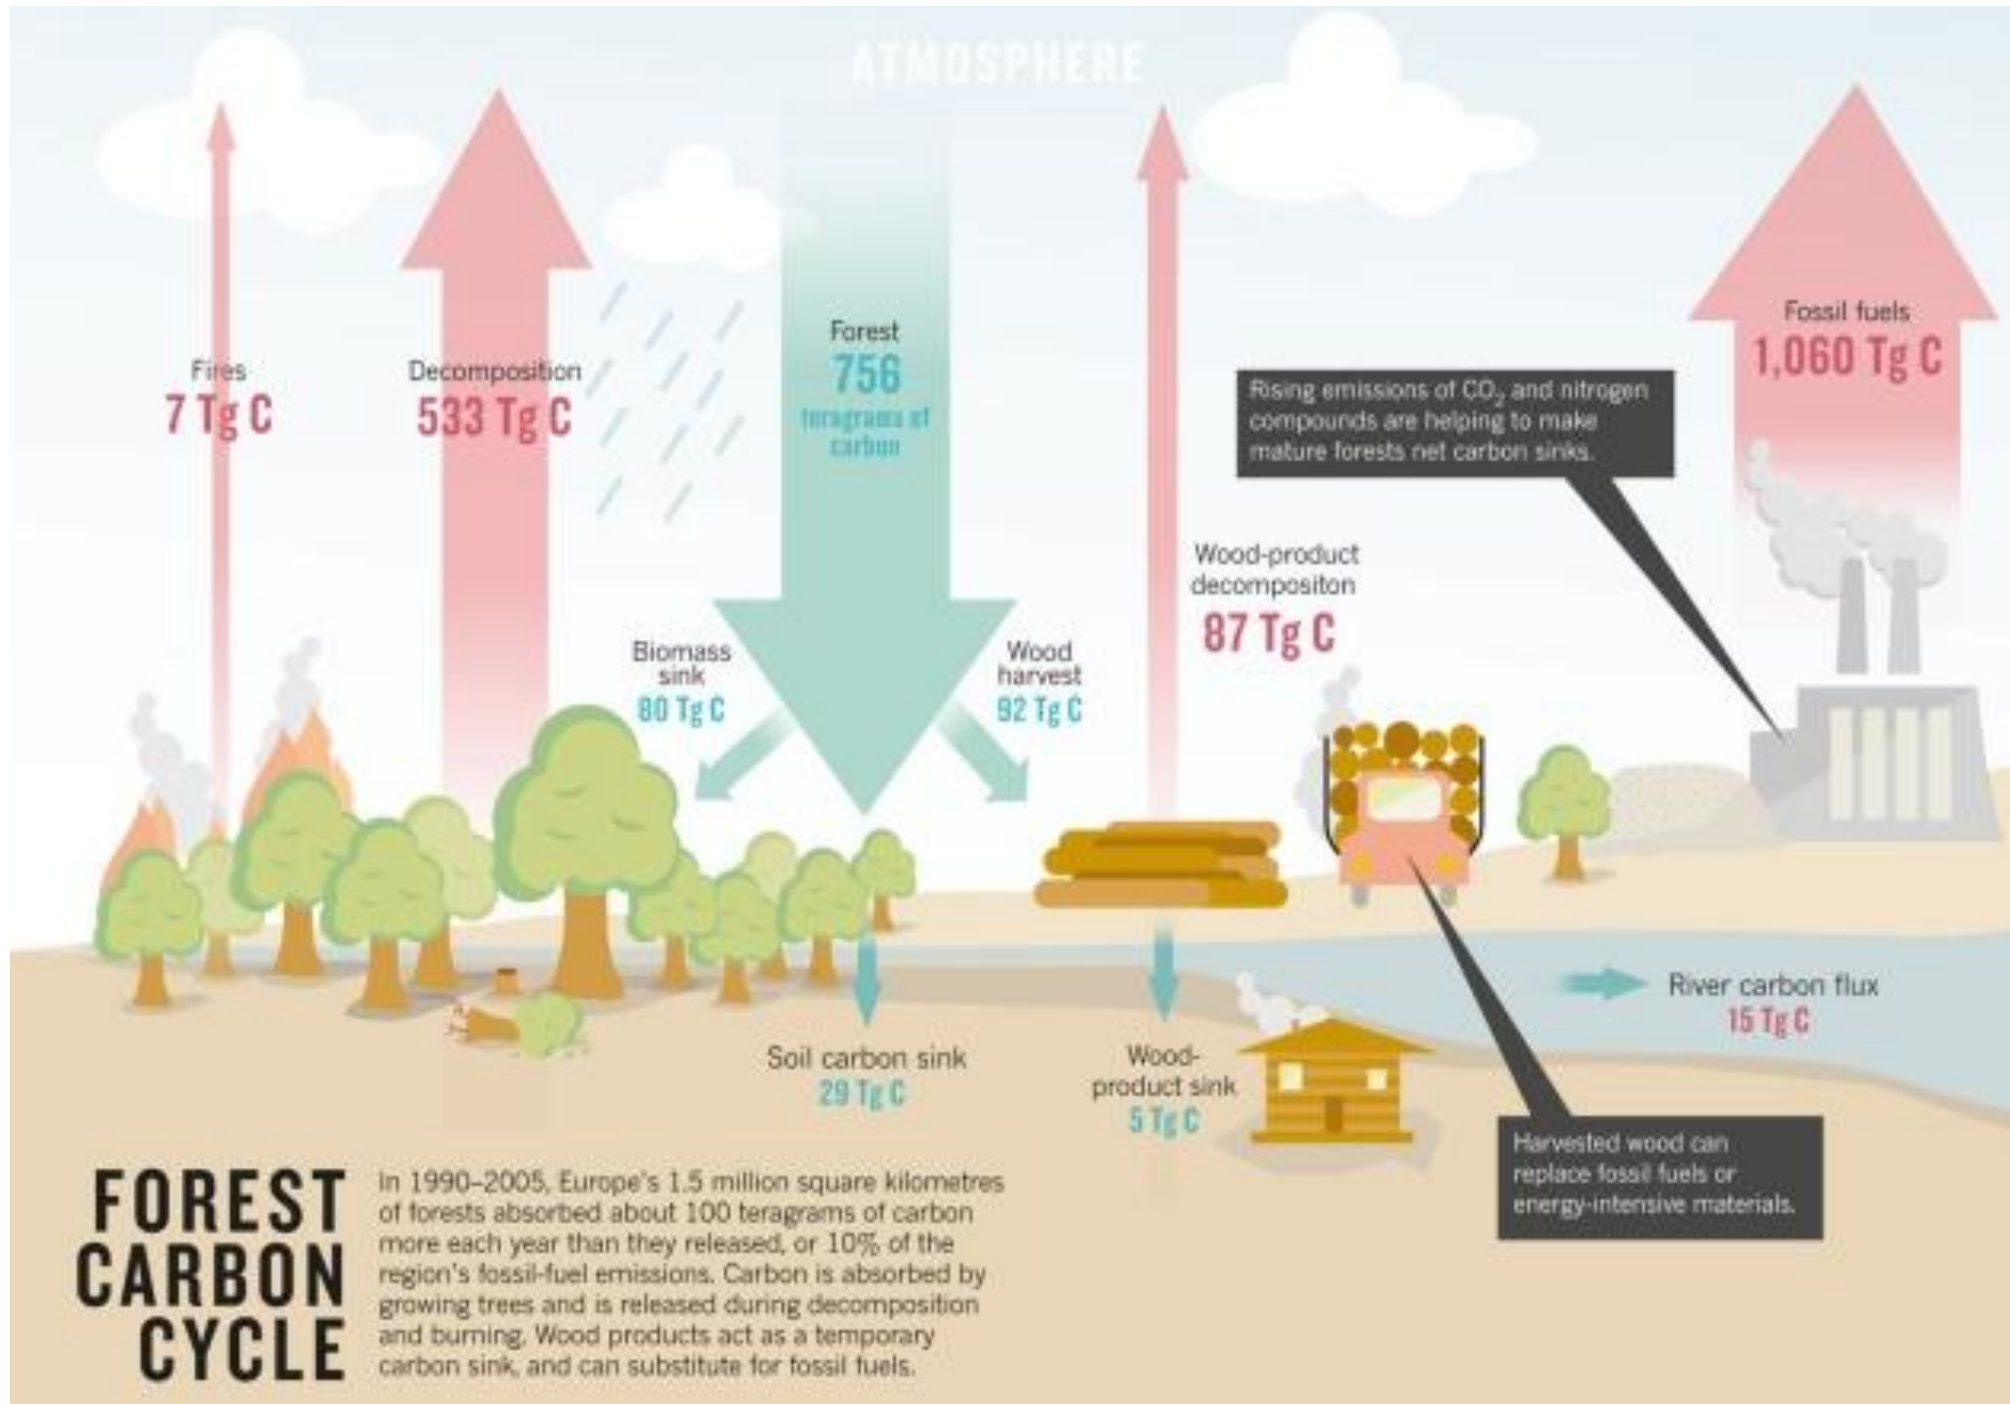 ATMOSPHERE
Fires
7 Tg C
Decomposition
533 Tg C
Forest
756
teragrams of
carbon
Fossil fuels
1,060 Tg C
Rising emissions of CO₂ and nitrogen
compounds are helping to make
mature forests net carbon sinks.
Wood-product
decompositon
87 Tg C
Biomass
sink
80 Tg C
Wood
harvest
92 Tg C
River carbon flux
15 Tg C
Soil carbon sink
29 Tg C
Wood-
product sink
5 Tg C
Harvested wood can
replace fossil fuels or
energy-intensive materials.
FOREST
CARBON
CYCLE
In 1990–2005, Europe's 1.5 million square kilometres
of forests absorbed about 100 teragrams of carbon
more each year than they released, or 10% of the
region's fossil-fuel emissions. Carbon is absorbed by
growing trees and is released during decomposition
and burning. Wood products act as a temporary
carbon sink, and can substitute for fossil fuels.